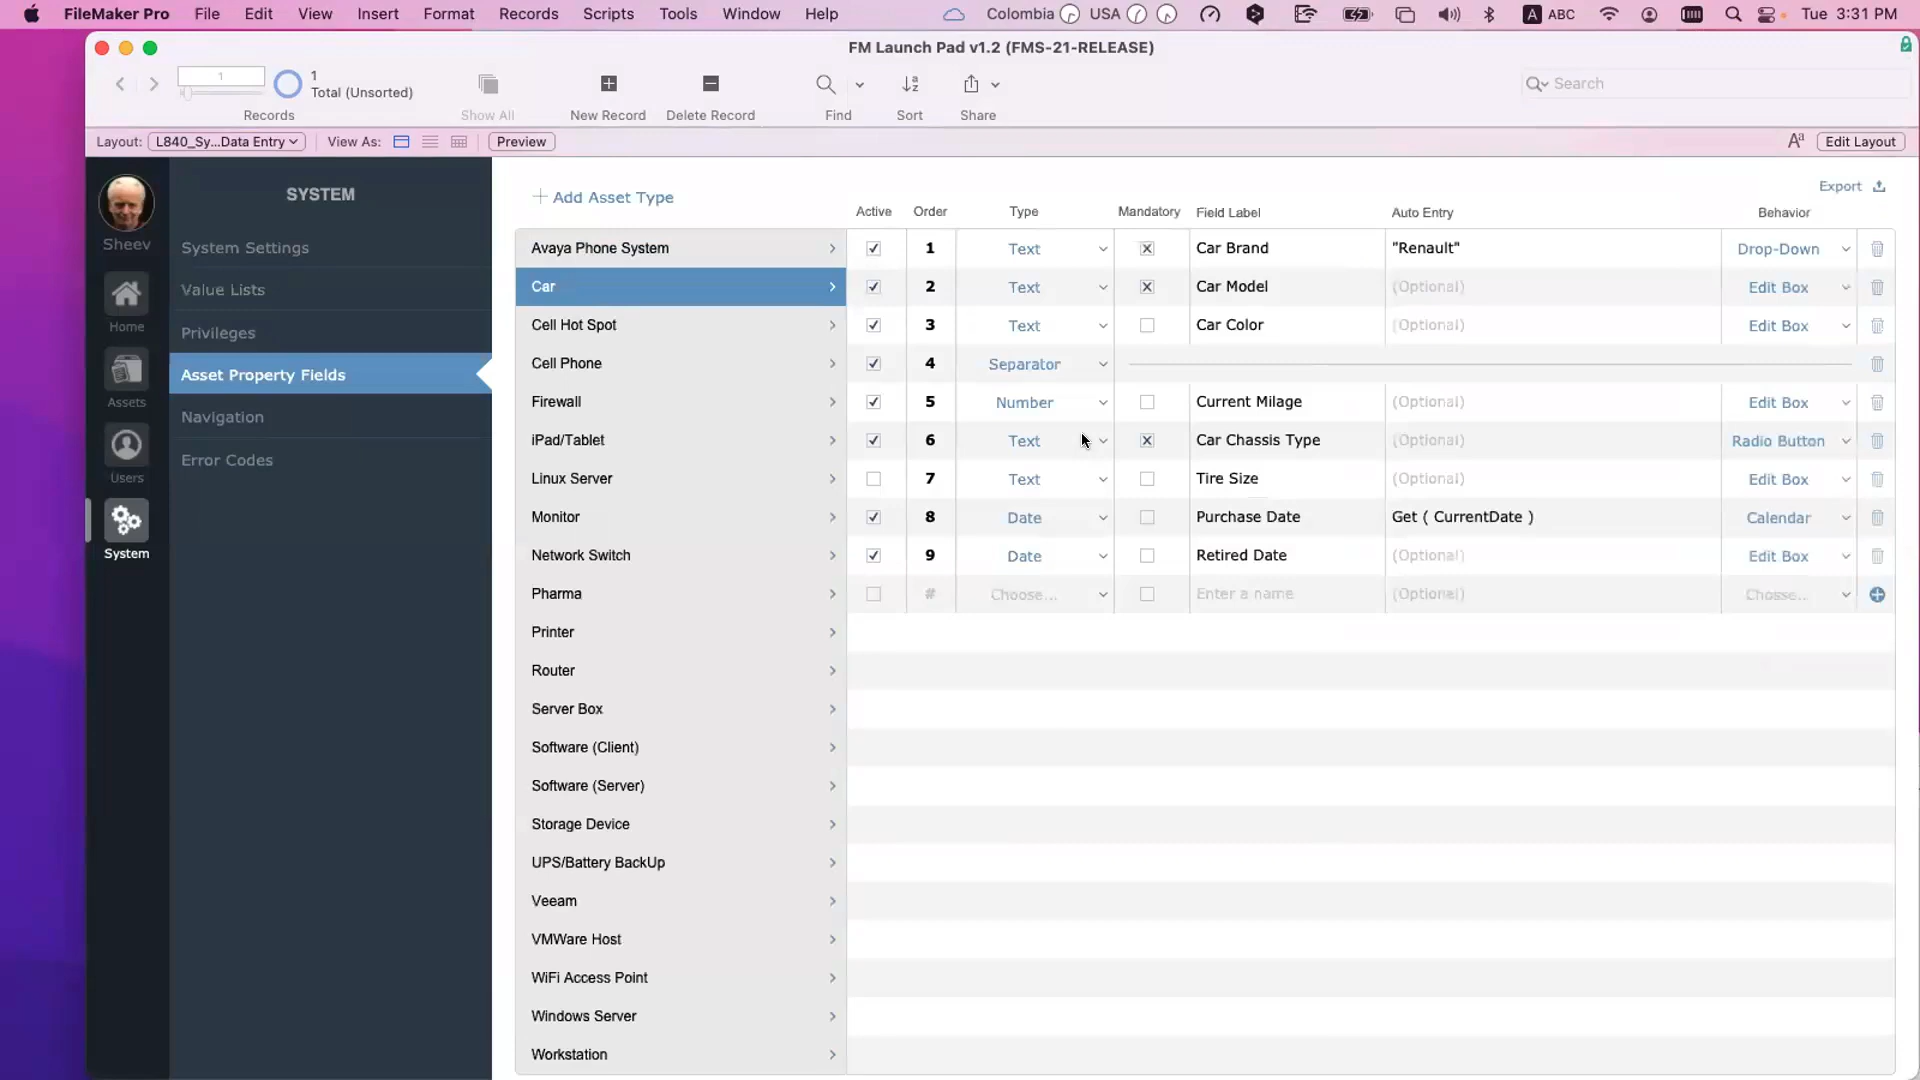 FileMaker Pro File Edit View Insert Format Records Scripts Tools Window Help Colombia USA A ABC Tue 3:31 PM
FM Launch Pad v1.2 (FMS-21-RELEASE)
1
1
Total (Unsorted)
Search
Records Show All New Record Delete Record Find Sort Share
Layout: L840_Sy...Data Entry View As: Preview Aa Edit Layout
Sheev
Home
Assets
Users
System
SYSTEM
System Settings
Value Lists
Privileges
Asset Property Fields
Navigation
Error Codes
+ Add Asset Type
Export
Active Order Type Mandatory Field Label Auto Entry Behavior
Avaya Phone System
Car
Cell Hot Spot
Cell Phone
Firewall
iPad/Tablet
Linux Server
Monitor
Network Switch
Pharma
Printer
Router
Server Box
Software (Client)
Software (Server)
Storage Device
UPS/Battery BackUp
Veeam
VMWare Host
WiFi Access Point
Windows Server
Workstation
1 Text Car Brand "Renault" Drop-Down
2 Text Car Model (Optional) Edit Box
3 Text Car Color (Optional) Edit Box
4 Separator
5 Number Current Milage (Optional) Edit Box
6 Text Car Chassis Type (Optional) Radio Button
7 Text Tire Size (Optional) Edit Box
8 Date Purchase Date Get ( CurrentDate ) Calendar
9 Date Retired Date (Optional) Edit Box
# Choose... Enter a name (Optional) Chosse...